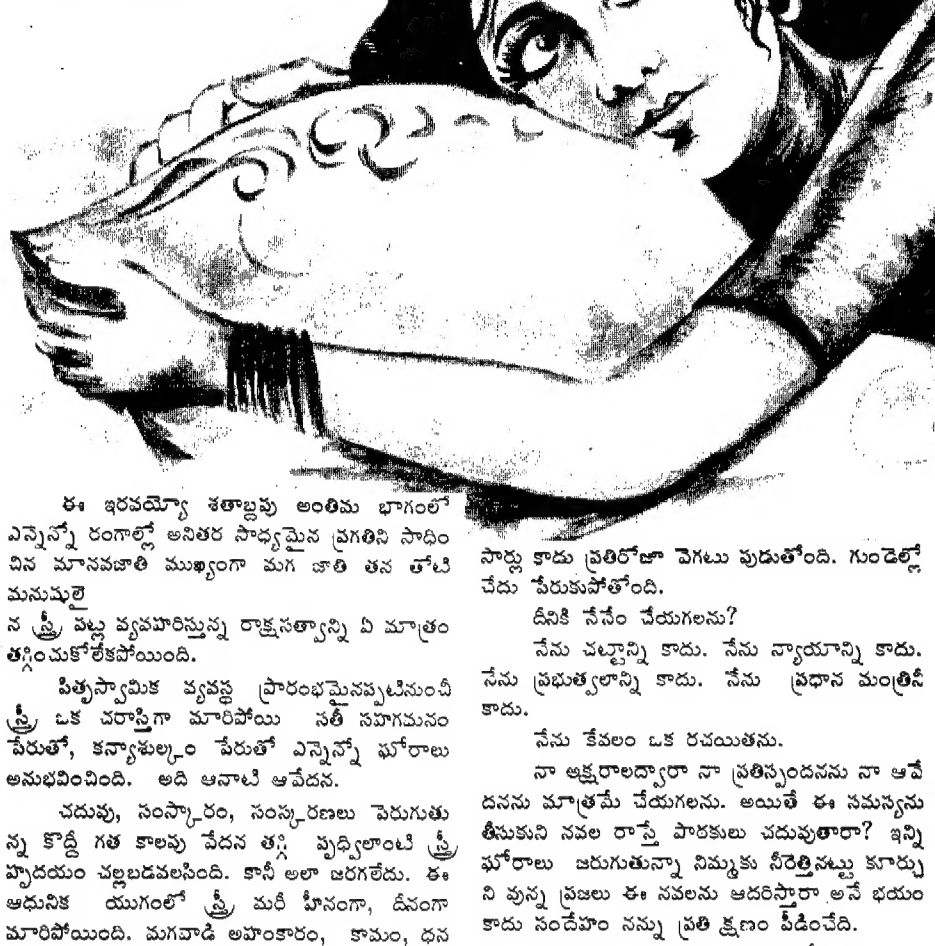 ఈ ఇరవయ్యో శతాబ్దపు అంతిమ భాగంలో
ఎన్నెన్నో రంగాల్లో అనితర సాధ్యమైన ప్రగతిని సాధిం
చిన మానవజాతి ముఖ్యంగా మగ జాతి తన తోటి
మనుషులై
న స్త్రీ పట్ల వ్యవహరిస్తున్న రాక్షసత్వాన్ని ఏ మాత్రం
తగ్గించుకోలేకపోయింది.
పితృస్వామిక వ్యవస్థ ప్రారంభమైనప్పటినుంచీ
స్త్రీ ఒక చరాస్తిగా మారిపోయి సతీ సహగమనం
పేరుతో, కన్యాశుల్కం పేరుతో ఎన్నెన్నో ఘోరాలు
అనుభవించింది. అది ఆనాటి ఆవేదన.
చదువు, సంస్కారం, సంస్కరణలు పెరుగుతు
న్న కొద్దీ గత కాలపు వేదన తగ్గి పృధ్విలాంటి స్త్రీ
హృదయం చల్లబడవలసింది. కానీ అలా జరగలేదు. ఈ
ఆధునిక యుగంలో స్త్రీ మరీ హీనంగా, దీనంగా
మారిపోయింది. మగవాడి అహంకారం, కామం, ధన
సార్లు కాదు ప్రతిరోజూ వెగటు పుడుతోంది. గుండెల్లో
చేదు పేరుకుపోతోంది.
దీనికి నేనేం చేయగలను?
నేను చట్టాన్ని కాదు. నేను న్యాయాన్ని కాదు.
నేను ప్రభుత్వలాన్ని కాదు. నేను ప్రధాన మంత్రినీ
కాదు.
నేను కేవలం ఒక రచయితను.
నా అక్షరాలద్వారా నా ప్రతిస్పందనను నా ఆవే
దనను మాత్రమే చేయగలను. అయితే ఈ సమస్యను
తీసుకుని నవల రాస్తే పాఠకులు చదువుతారా? ఇన్ని
ఘోరాలు జరుగుతున్నా నిమ్మకు నీరెత్తినట్టు కూర్చు
ని వున్న ప్రజలు ఈ నవలను ఆదరిస్తారా అనే భయం
కాదు సందేహం నన్ను ప్రతి క్షణం పీడించేది.